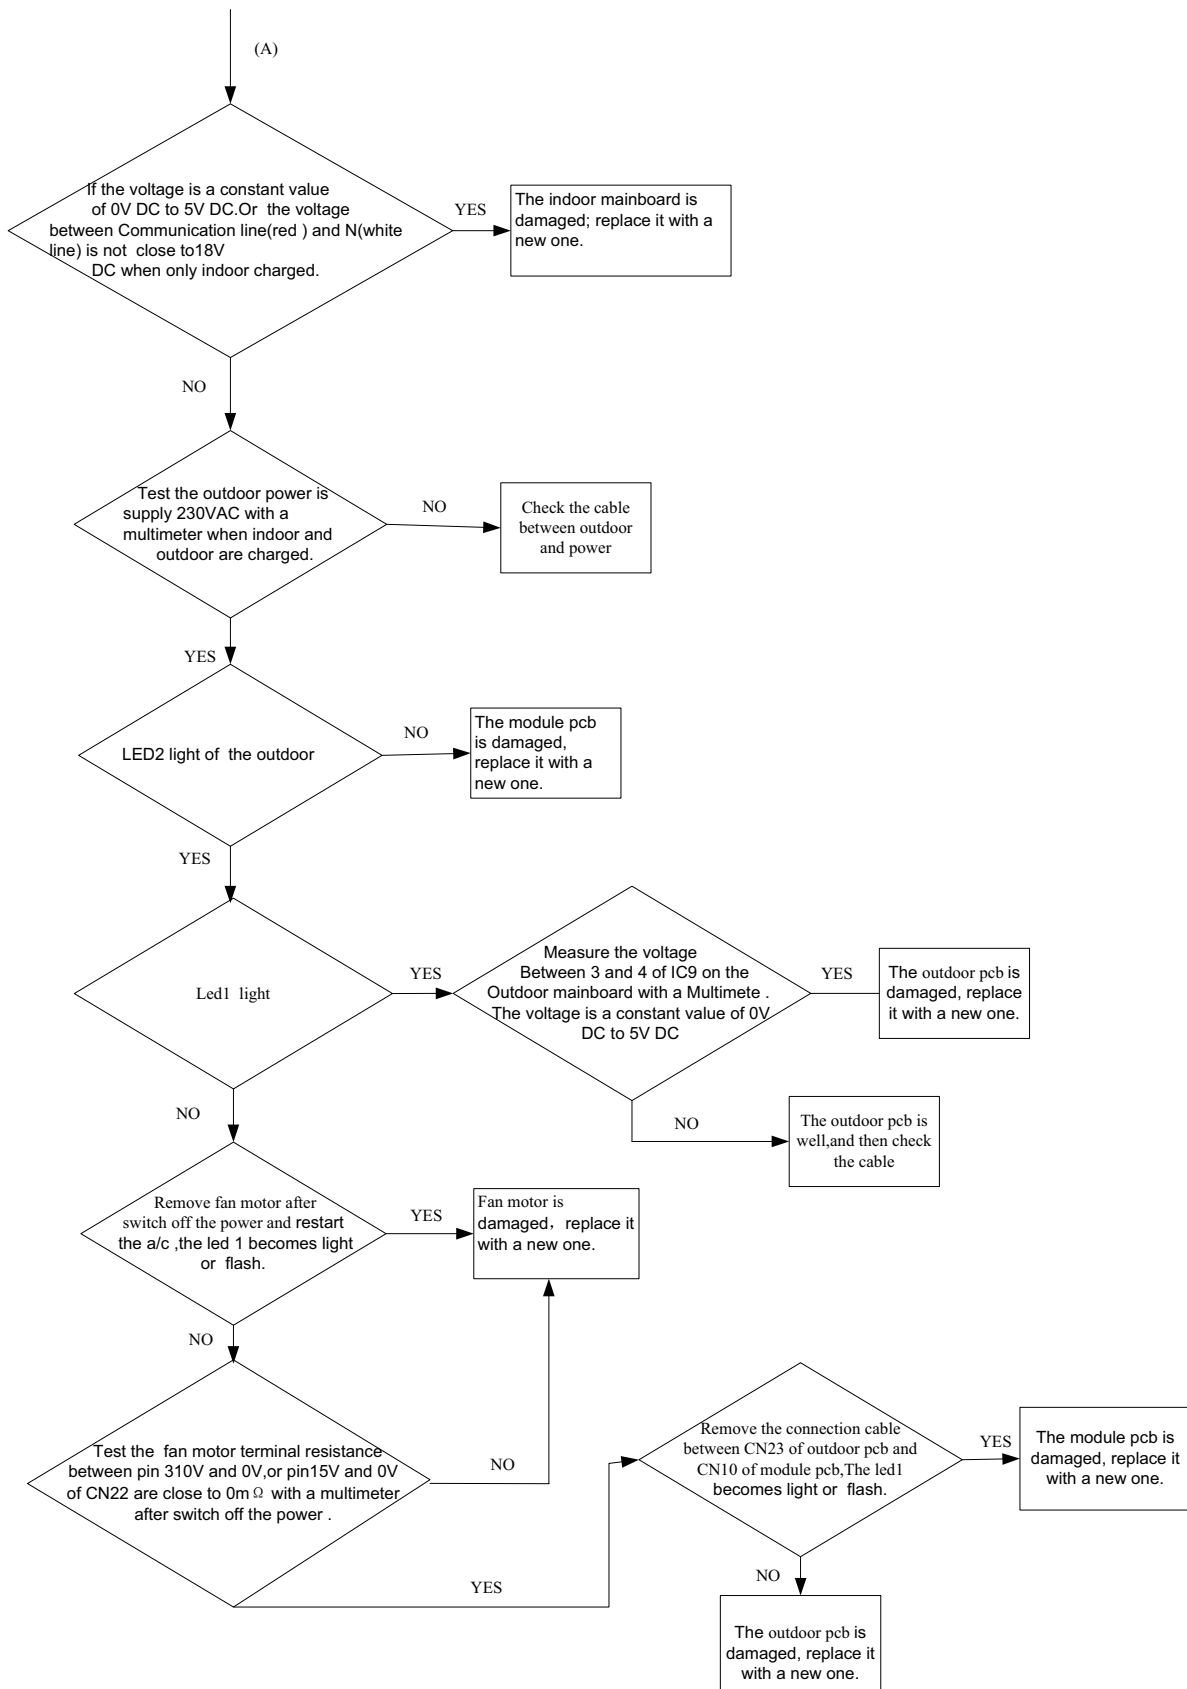 (A)
If the voltage is a constant value
of 0V DC to 5V DC.Or the voltage
between Communication line(red ) and N(white
line) is not close to18V
DC when only indoor charged.
YES
The indoor mainboard is
damaged; replace it with a
new one.
NO
Test the outdoor power is
supply 230VAC with a
multimeter when indoor and
outdoor are charged.
NO
Check the cable
between outdoor
and power
YES
LED2 light of the outdoor
NO
The module pcb
is damaged,
replace it with a
new one.
YES
Led1 light
YES
Measure the voltage
Between 3 and 4 of IC9 on the
Outdoor mainboard with a Multimete .
The voltage is a constant value of 0V
DC to 5V DC
YES
The outdoor pcb is
damaged, replace
it with a new one.
NO
The outdoor pcb is
well,and then check
the cable
NO
Remove fan motor after
switch off the power and restart
the a/c ,the led 1 becomes light
or flash.
YES
Fan motor is
damaged，replace it
with a new one.
NO
Test the fan motor terminal resistance
between pin 310V and 0V,or pin15V and 0V
of CN22 are close to 0mΩ with a multimeter
after switch off the power .
NO
YES
Remove the connection cable
between CN23 of outdoor pcb and
CN10 of module pcb,The led1
becomes light or flash.
YES
The module pcb is
damaged, replace it
with a new one.
NO
The outdoor pcb is
damaged, replace it
with a new one.